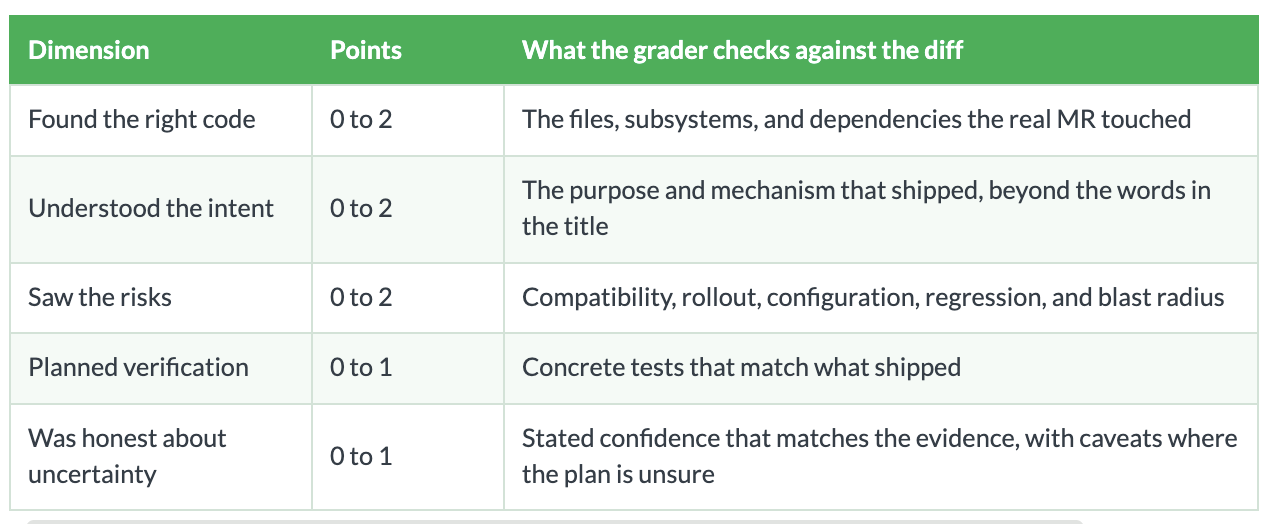 Dimension Points What the grader checks against the diff
Found the right code 0 to 2 The files, subsystems, and dependencies the real MR touched
Understood the intent 0 to 2 The purpose and mechanism that shipped, beyond the words in
the title
Saw the risks 0 to 2 Compatibility, rollout, configuration, regression, and blast radius
Planned verification 0 to 1 Concrete tests that match what shipped
Was honest about
uncertainty 0 to 1 Stated confidence that matches the evidence, with caveats where
the plan is unsure